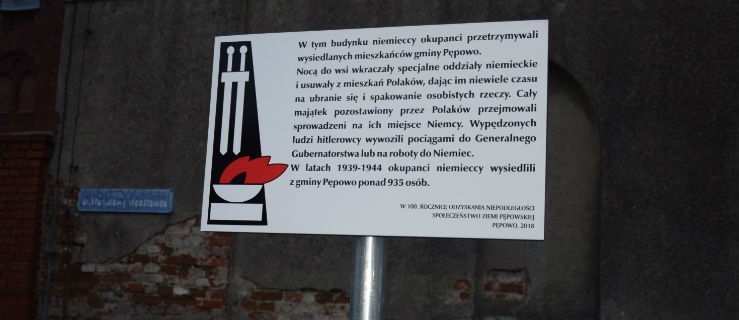 W tym budynku niemieccy okupanci przetrzymywali
wysiedlanych mieszkańców gminy Pępowo.
Nocą do wsi wkraczały specjalne oddziały niemieckie
i usuwały z mieszkań Polaków, dając im niewiele czasu
na ubranie się i spakowanie osobistych rzeczy. Cały
majątek pozostawiony przez Polaków przejmowali
sprowadzeni na ich miejsce Niemcy. Wypędzonych
ludzi hitlerowcy wywozili pociągami do Generalnego
Gubernatorstwa lub na roboty do Niemiec.
W latach 1939-1944 okupanci niemieccy wysiedlili
z gminy Pępowo ponad 935 osób.
W 100. ROCZNICĘ ODZYSKANIA NIEPODLEGŁOŚCI
SPOŁECZEŃSTWO ZIEMI PĘPOWSKIEJ
PĘPOWO, 2018